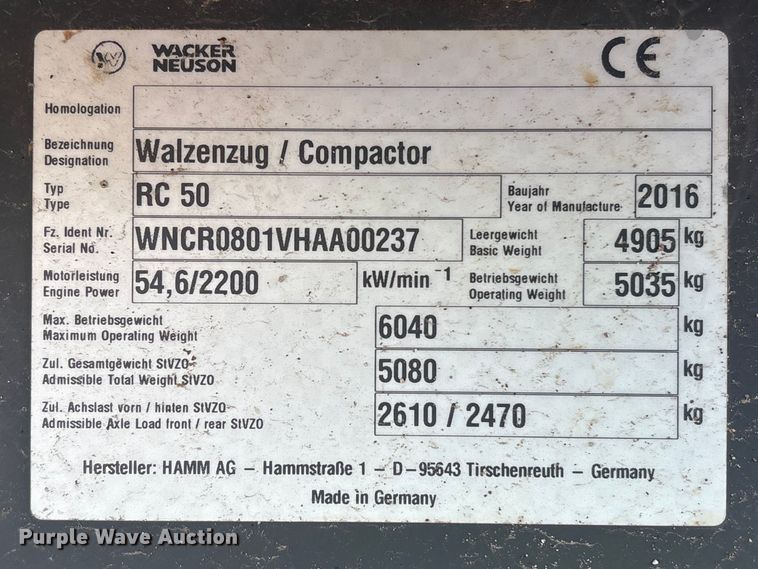 WACKER
NEUSON
CE
Homologation
Bezeichnung
Designation
Walzenzug / Compactor
Typ
Type
RC 50
Baujahr
Year of Manufacture
2016
Fz. Ident Nr.
Serial No.
WNCR0801VHAA00237
Leergewicht
Basic Weight
4905 kg
Motorleistung
Engine Power
54,6/2200
kW/min⁻¹
Betriebsgewicht
Operating Weight
5035 kg
Max. Betriebsgewicht
Maximum Operating Weight
6040 kg
Zul. Gesamtgewicht StVZO
Admissible Total Weight StVZO
5080 kg
Zul. Achslast vorn / hinten StVZO
Admissible Axle Load front / rear StVZO
2610 / 2470 kg
Hersteller: HAMM AG – Hammstraße 1 – D–95643 Tirschenreuth – Germany
Made in Germany
Purple Wave Auction